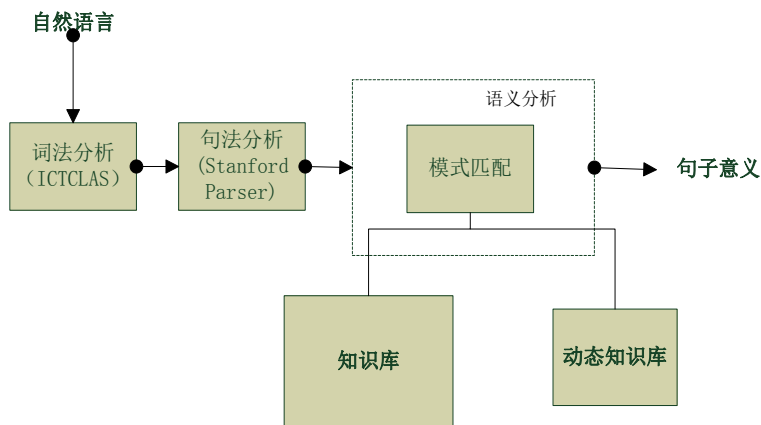 自然语言
语义分析
词法分析
（ICTCLAS）
句法分析
(Stanford
Parser)
模式匹配
句子意义
知识库
动态知识库